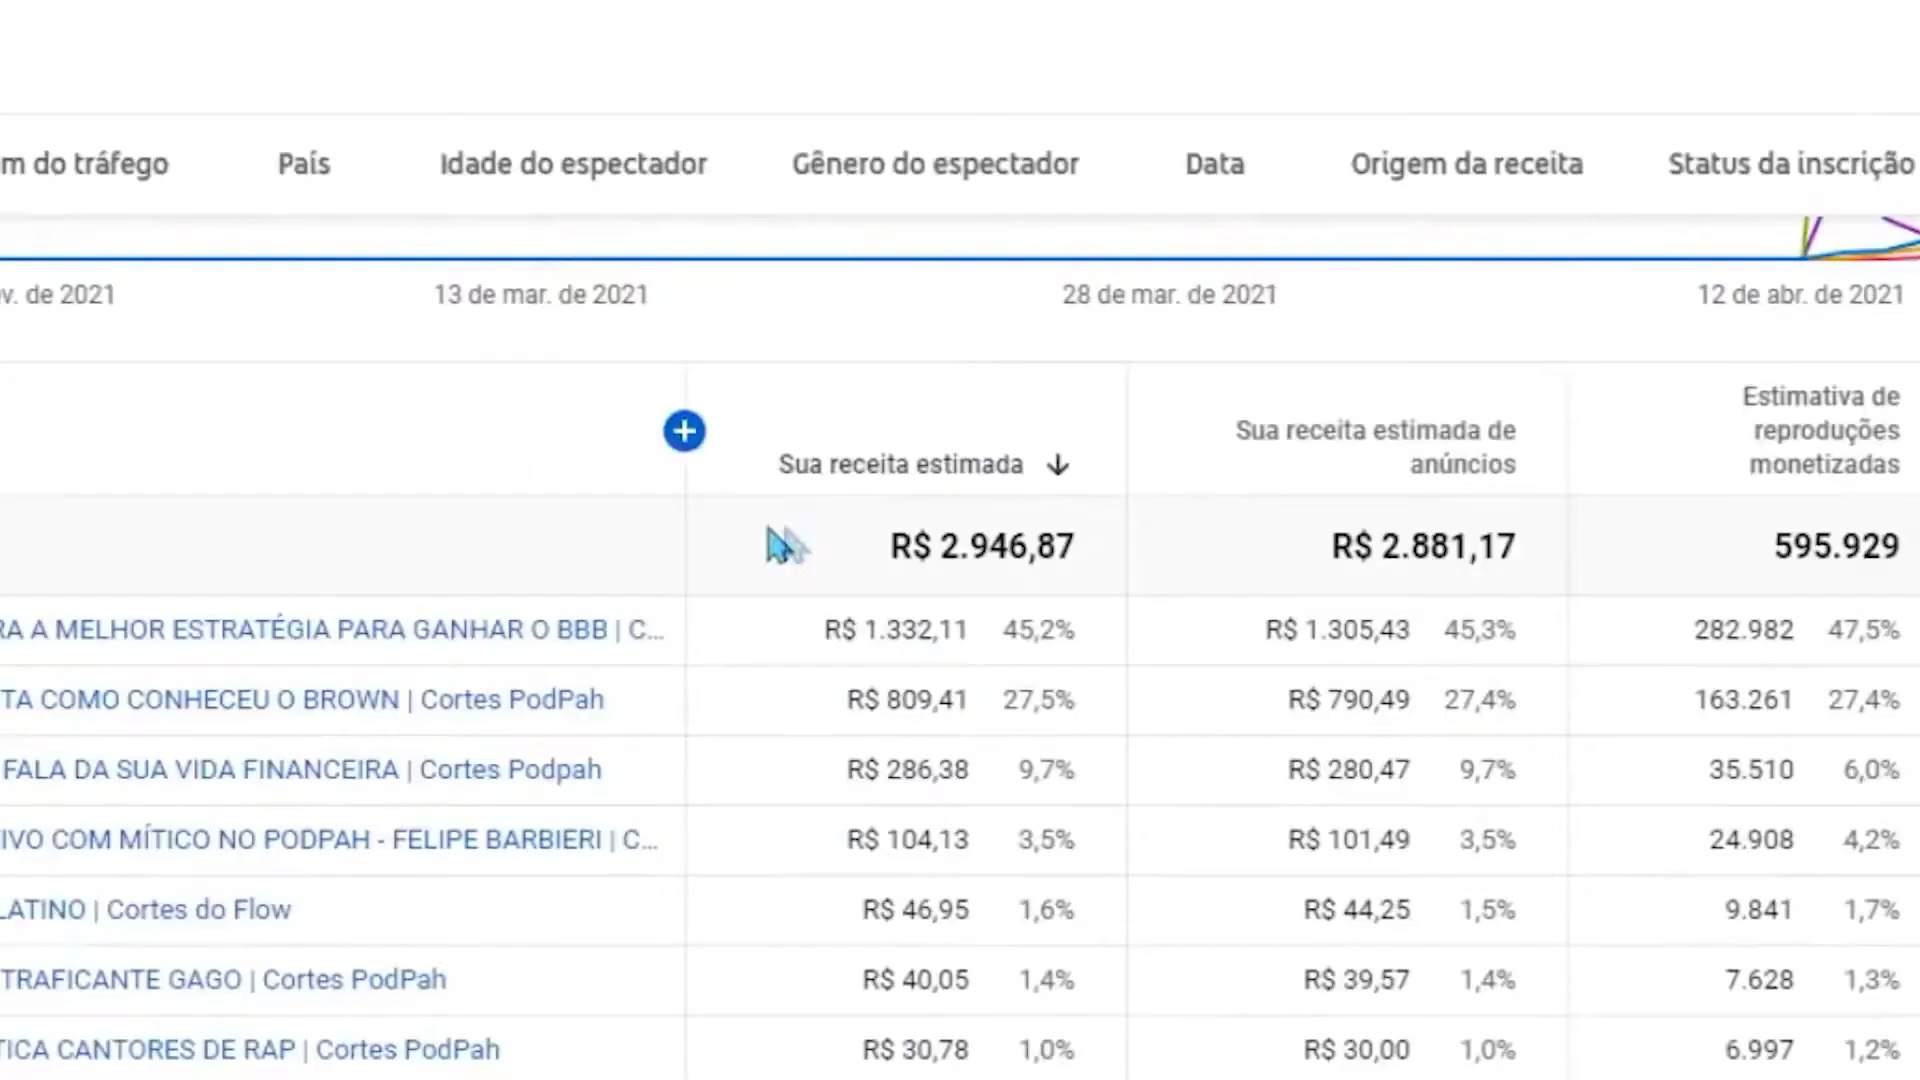 m do tráfego País Idade do espectador Gênero do espectador Data Origem da receita Status da inscrição
v. de 2021 13 de mar. de 2021 28 de mar. de 2021 12 de abr. de 2021
Sua receita estimada
Sua receita estimada de
anúncios
Estimativa de
reproduções
monetizadas
R$ 2.946,87 R$ 2.881,17 595.929
RA A MELHOR ESTRATÉGIA PARA GANHAR O BBB | C... R$ 1.332,11 45,2% R$ 1.305,43 45,3% 282.982 47,5%
TA COMO CONHECEU O BROWN | Cortes PodPah R$ 809,41 27,5% R$ 790,49 27,4% 163.261 27,4%
FALA DA SUA VIDA FINANCEIRA | Cortes Podpah R$ 286,38 9,7% R$ 280,47 9,7% 35.510 6,0%
IVO COM MÍTICO NO PODPAH - FELIPE BARBIERI | C... R$ 104,13 3,5% R$ 101,49 3,5% 24.908 4,2%
LATINO | Cortes do Flow R$ 46,95 1,6% R$ 44,25 1,5% 9.841 1,7%
TRAFICANTE GAGO | Cortes PodPah R$ 40,05 1,4% R$ 39,57 1,4% 7.628 1,3%
TICA CANTORES DE RAP | Cortes PodPah R$ 30,78 1,0% R$ 30,00 1,0% 6.997 1,2%